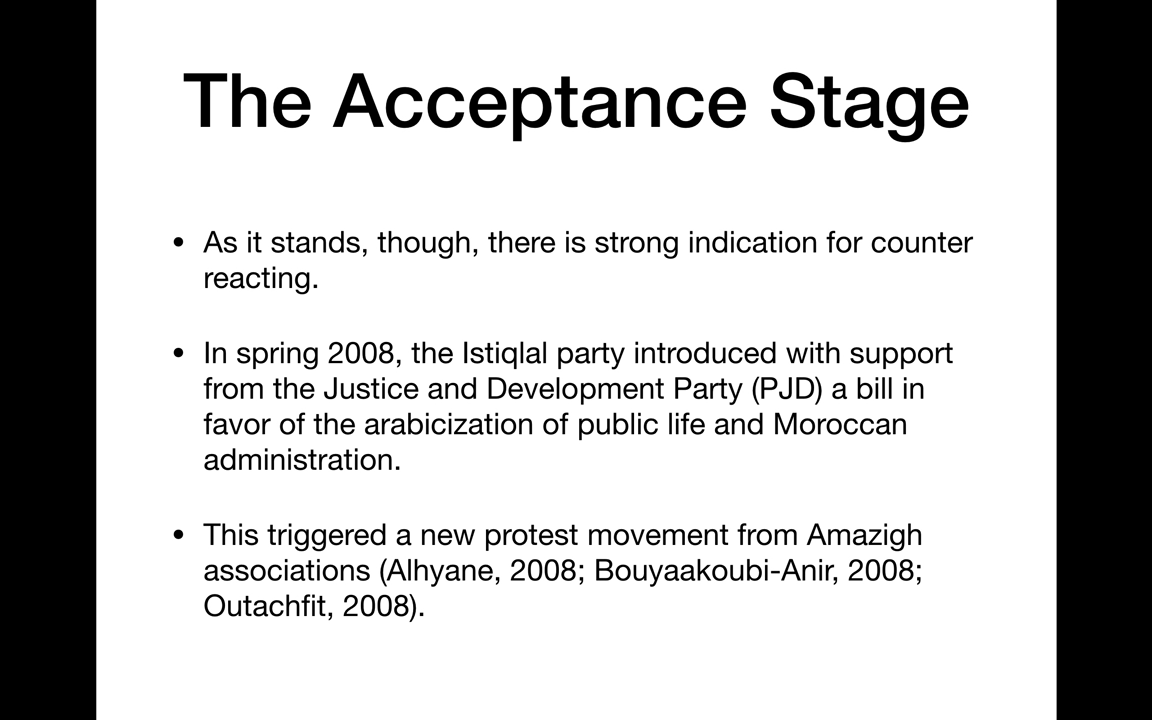 The Acceptance Stage
• As it stands, though, there is strong indication for counter
reacting.
• In spring 2008, the Istiqlal party introduced with support
from the Justice and Development Party (PJD) a bill in
favor of the arabicization of public life and Moroccan
administration.
• This triggered a new protest movement from Amazigh
associations (Alhyane, 2008; Bouyaakoubi-Anir, 2008;
Outachfit, 2008).